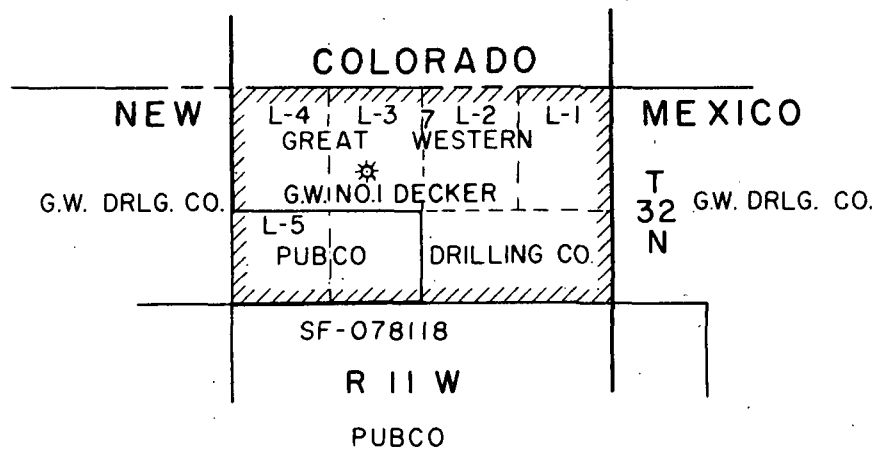 COLORADO
NEW MEXICO
L-4 L-3 7 L-2 L-1
GREAT WESTERN
G.W. NO.1 DECKER
G.W. DRLG. CO.
T
32
N
G.W. DRLG. CO.
L-5
PUBCO DRILLING CO.
SF-078118
R 11 W
PUBCO